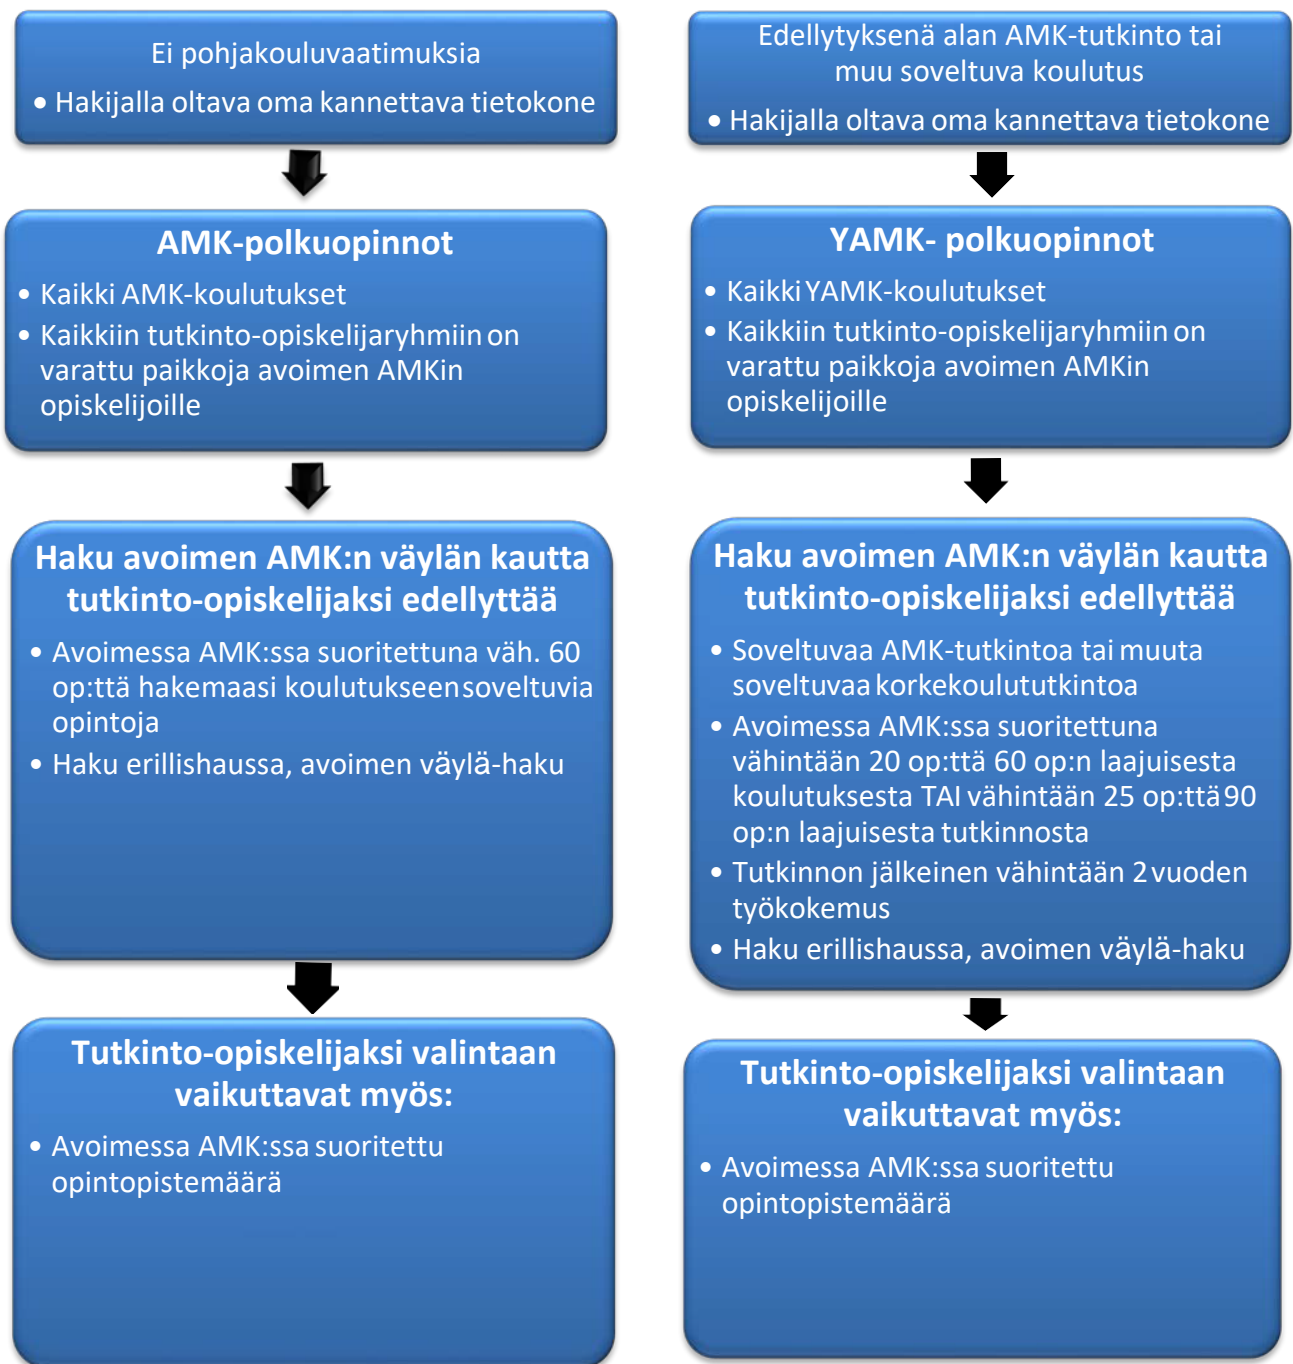 Ei pohjakouluvaatimuksia
• Hakijalla oltava oma kannettava tietokone
AMK-polkuopinnot
• Kaikki AMK-koulutukset
• Kaikkiin tutkinto-opiskelijaryhmiin on
varattu paikkoja avoimen AMKin
opiskelijoille
Haku avoimen AMK:n väylän kautta
tutkinto-opiskelijaksi edellyttää
• Avoimessa AMK:ssa suoritettuna väh. 60
op:ttä hakemaasi koulutukseen soveltuvia
opintoja
• Haku erillishaussa, avoimen väylä-haku
Tutkinto-opiskelijaksi valintaan
vaikuttavat myös:
• Avoimessa AMK:ssa suoritettu
opintopistemäärä
Edellytyksenä alan AMK-tutkinto tai
muu soveltuva koulutus
• Hakijalla oltava oma kannettava tietokone
YAMK- polkuopinnot
• Kaikki YAMK-koulutukset
• Kaikkiin tutkinto-opiskelijaryhmiin on
varattu paikkoja avoimen AMKin
opiskelijoille
Haku avoimen AMK:n väylän kautta
tutkinto-opiskelijaksi edellyttää
• Soveltuvaa AMK-tutkintoa tai muuta
soveltuvaa korkekoulututkintoa
• Avoimessa AMK:ssa suoritettuna
vähintään 20 op:ttä 60 op:n laajuisesta
koulutuksesta TAI vähintään 25 op:ttä 90
op:n laajuisesta tutkinnosta
• Tutkinnon jälkeinen vähintään 2 vuoden
työkokemus
• Haku erillishaussa, avoimen väylä-haku
Tutkinto-opiskelijaksi valintaan
vaikuttavat myös:
• Avoimessa AMK:ssa suoritettu
opintopistemäärä